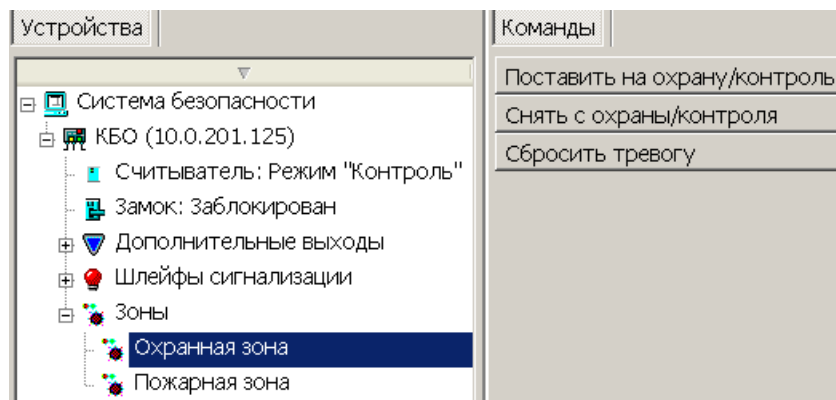 Устройства
Система безопасности
КБО (10.0.201.125)
Считыватель: Режим "Контроль"
Замок: Заблокирован
Дополнительные выходы
Шлейфы сигнализации
Зоны
Охранная зона
Пожарная зона
Команды
Поставить на охрану/контроль
Снять с охраны/контроля
Сбросить тревогу